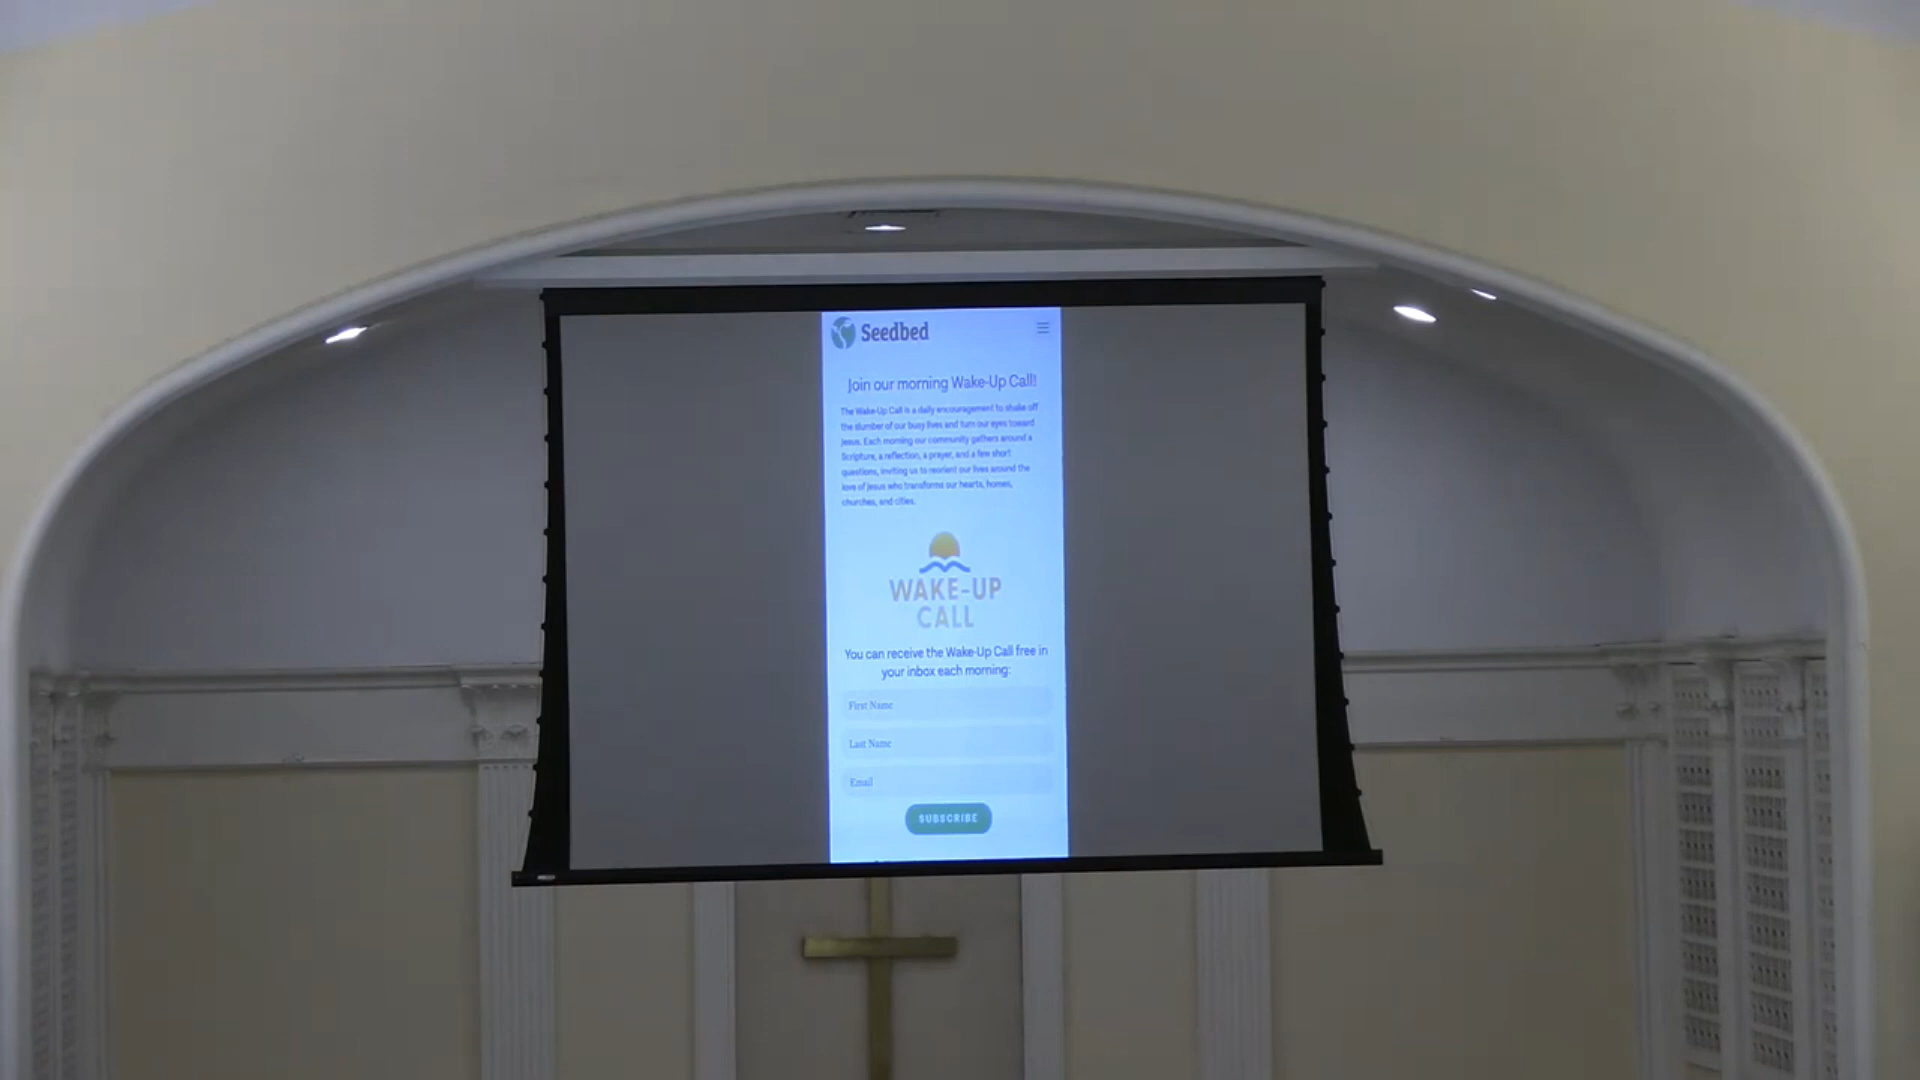 Seedbed
Join our morning Wake-Up Call!
The Wake-Up Call is a daily encouragement to shake off
the slumber of our busy lives and turn our eyes toward
Jesus. Each morning our community gathers around a
Scripture, a reflection, a prayer, and a few short
questions, inviting us to reorient our lives around the
love of Jesus who transforms our hearts, homes,
churches, and cities.
WAKE-UP
CALL
You can receive the Wake-Up Call free in
your inbox each morning:
First Name
Last Name
Email
SUBSCRIBE